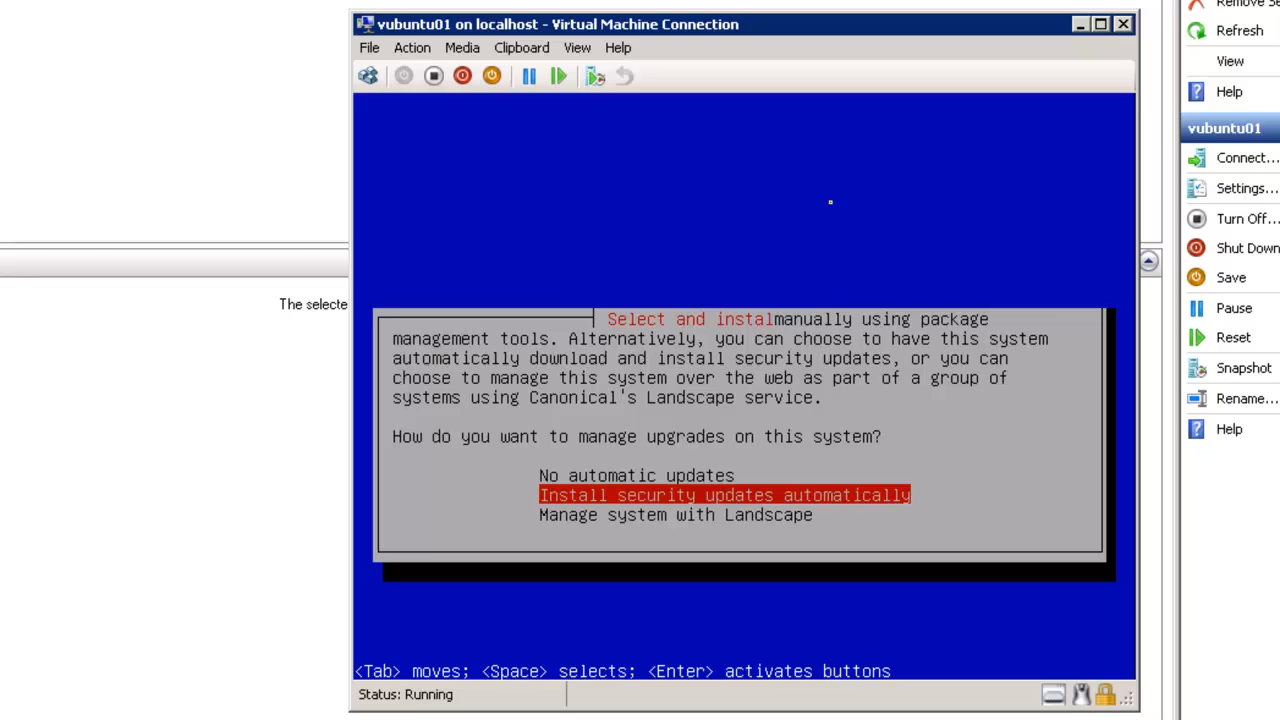 vubuntu01 on localhost - Virtual Machine Connection
File Action Media Clipboard View Help
Select and instalmanually using package
management tools. Alternatively, you can choose to have this system
automatically download and install security updates, or you can
choose to manage this system over the web as part of a group of
systems using Canonical's Landscape service.
How do you want to manage upgrades on this system?
No automatic updates
Install security updates automatically
Manage system with Landscape
<Tab> moves; <Space> selects; <Enter> activates buttons
Status: Running
The selecte
Remove Se
Refresh
View
Help
vubuntu01
Connect...
Settings...
Turn Off...
Shut Down
Save
Pause
Reset
Snapshot
Rename...
Help